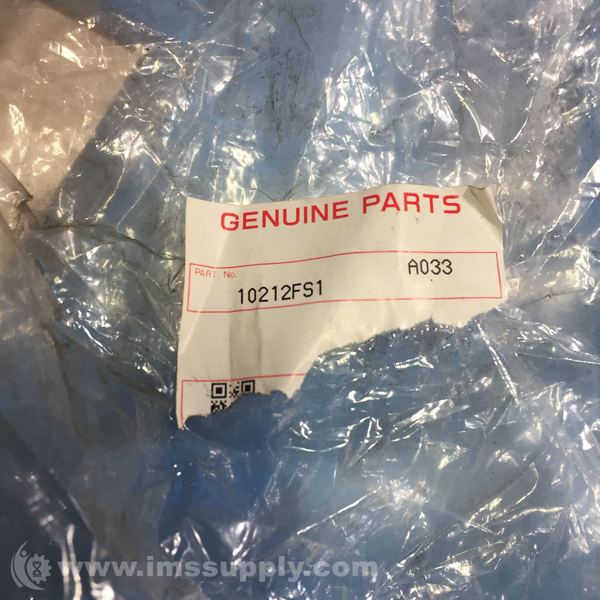 GENUINE PARTS
PART. No.
10212FS1 A033
www.imssupply.com